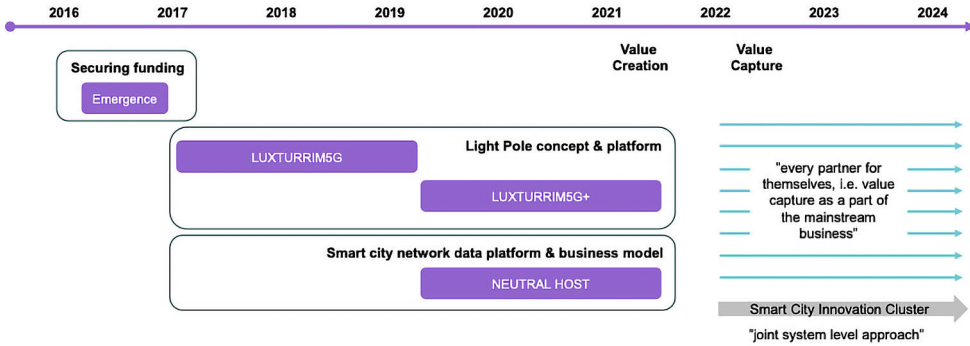 2016 2017 2018 2019 2020 2021 2022 2023 2024
Value
Creation
Value
Capture
Securing funding
Emergence
Light Pole concept & platform
LUXTURRIM5G
LUXTURRIM5G+
"every partner for
themselves, i.e. value
capture as a part of
the mainstream
business"
Smart city network data platform & business model
NEUTRAL HOST
Smart City Innovation Cluster
"joint system level approach"